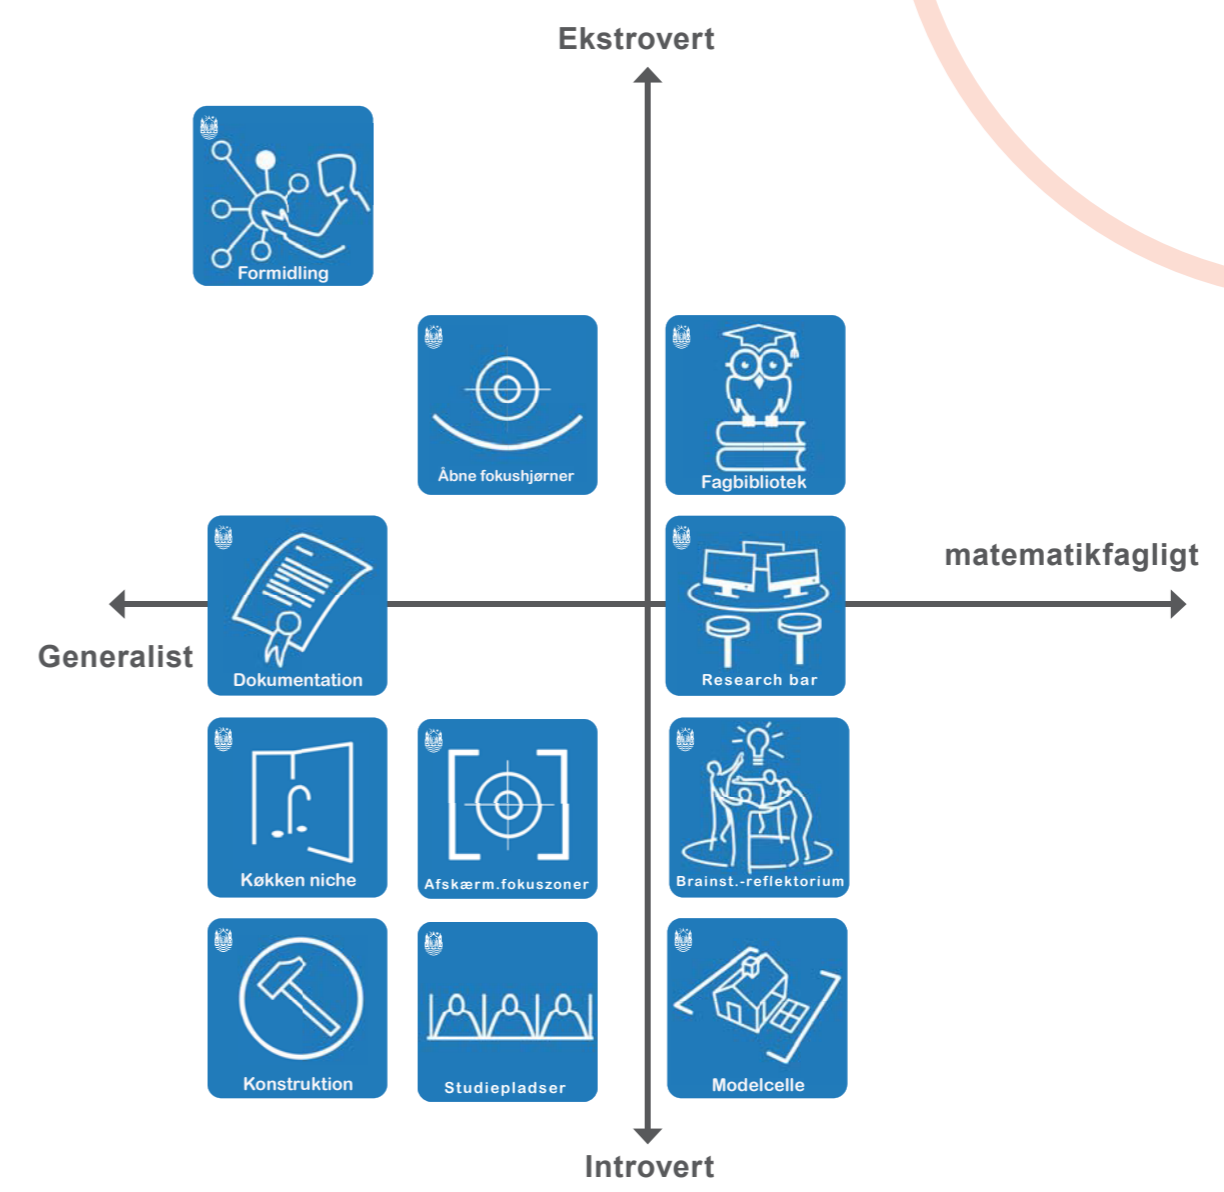 Ekstrovert
Formidling
Åbne fokushjørner
Fagbibliotek
matematikfagligt
Generalist
Dokumentation
Research bar
Køkken niche
Afskærm.fokuszoner
Brainst.-reflektorium
Konstruktion
Studiepladser
Modelcelle
Introvert